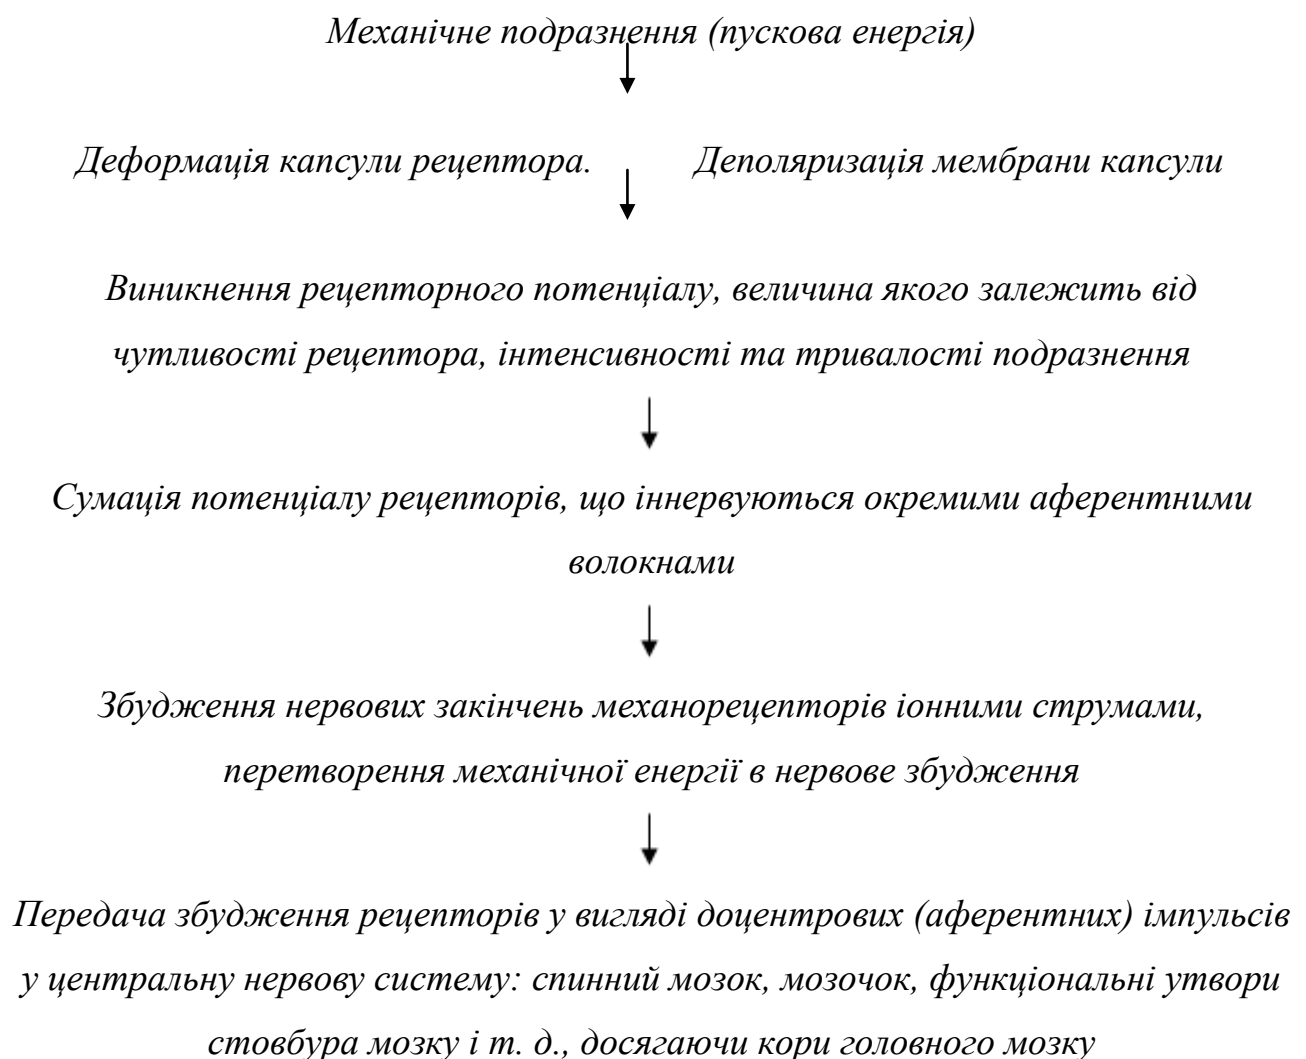 Механічне подразнення (пускова енергія)
Деформація капсули рецептора. Деполяризація мембрани капсули
Виникнення рецепторного потенціалу, величина якого залежить від
чутливості рецептора, інтенсивності та тривалості подразнення
Сумація потенціалу рецепторів, що іннервуються окремими аферентними
волокнами
Збудження нервових закінчень механорецепторів іонними струмами,
перетворення механічної енергії в нервове збудження
Передача збудження рецепторів у вигляді доцентрових (аферентних) імпульсів
у центральну нервову систему: спинний мозок, мозочок, функціональні утвори
стовбура мозку і т. д., досягаючи кори головного мозку